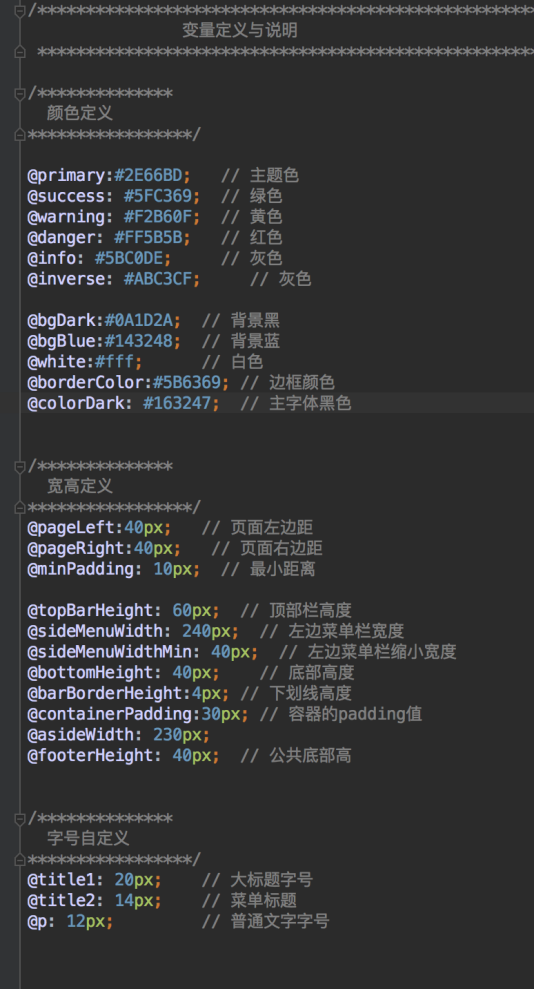 /****************************************************
变量定义与说明
****************************************************
/**************
颜色定义
*****************/
@primary:#2E66BD;   // 主题色
@success: #5FC369;  // 绿色
@warning: #F2B60F;  // 黄色
@danger: #FF5B5B;   // 红色
@info: #5BC0DE;     // 灰色
@inverse: #ABC3CF;     // 灰色
@bgDark:#0A1D2A;  // 背景黑
@bgBlue:#143248;  // 背景蓝
@white:#fff;      // 白色
@borderColor:#5B6369; // 边框颜色
@colorDark: #163247;  // 主字体黑色
/**************
宽高定义
*****************/
@pageLeft:40px;   // 页面左边距
@pageRight:40px;   // 页面右边距
@minPadding: 10px;  // 最小距离
@topBarHeight: 60px;  // 顶部栏高度
@sideMenuWidth: 240px;  // 左边菜单栏宽度
@sideMenuWidthMin: 40px;  // 左边菜单栏缩小宽度
@bottomHeight: 40px;    // 底部高度
@barBorderHeight:4px; // 下划线高度
@containerPadding:30px; // 容器的padding值
@asideWidth: 230px;
@footerHeight: 40px;  // 公共底部高
/**************
字号自定义
*****************/
@title1: 20px;    // 大标题字号
@title2: 14px;    // 菜单标题
@p: 12px;         // 普通文字字号